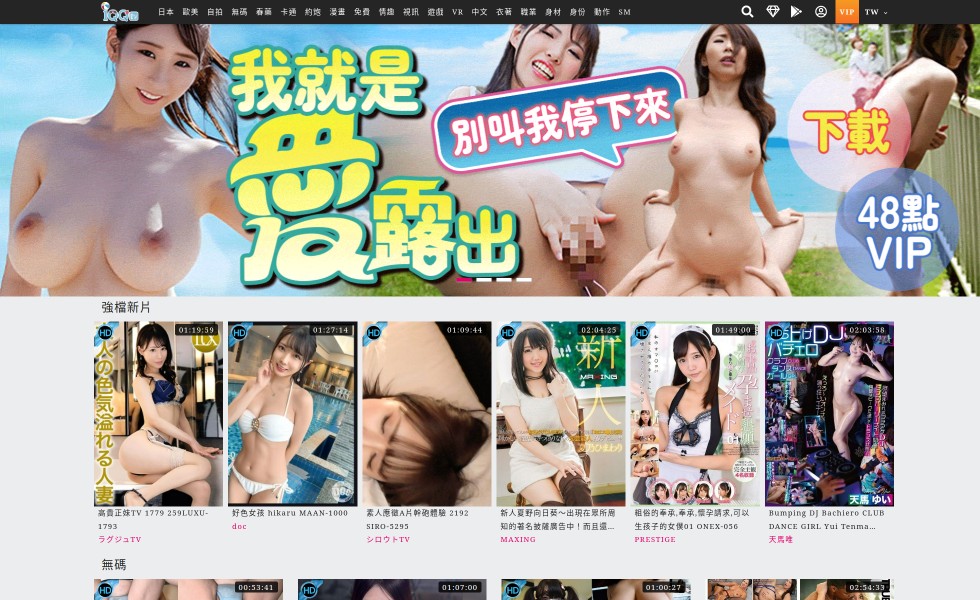 日本 歐美 自拍 無碼 春藥 卡通 約炮 漫畫 免費 情趣 視訊 遊戲 VR 中文 衣著 職業 身材 身份 動作 SM VIP TW
我就是
愛露出
別叫我停下來
下載
48點
VIP
強檔新片
HD 01:19:59 HD 01:27:14 HD 01:09:44 HD 02:04:25 HD 01:49:00 HD 02:03:58
人の色気溢れる人妻
新人
MAXING
天馬ゆい
高貴正妹TV 1779 259LUXU-
1793
ラグジュTV
好色女孩 hikaru MAAN-1000
doc
素人應徵A片幹砲體驗 2192
SIRO-5295
シロウトTV
新人夏野向日葵～出現在眾所周
知的著名披薩廣告中！而且還...
MAXING
粗俗的奉承,奉承,懷孕請求,可以
生孩子的女僕01 ONEX-056
PRESTIGE
Bumping DJ Bachiero CLUB
DANCE GIRL Yui Tenma...
天馬唯
無碼
HD 00:53:41 HD 01:07:00 HD 01:00:27 02:54:33